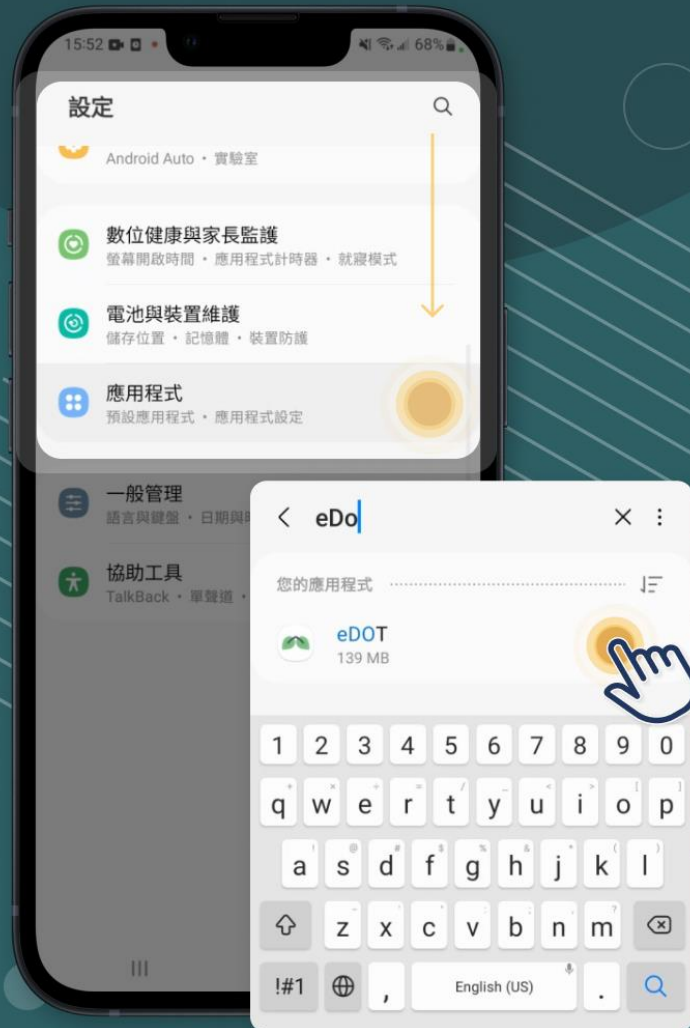 15:52
68%
設定
Android Auto • 實驗室
數位健康與家長監護
螢幕開啟時間 • 應用程式計時器 • 就寢模式
電池與裝置維護
儲存位置 • 記憶體 • 裝置防護
應用程式
預設應用程式 • 應用程式設定
一般管理
語言與鍵盤 • 日期與
協助工具
TalkBack • 單聲道 •
eDo
您的應用程式
eDOT
139 MB
1 2 3 4 5 6 7 8 9 0
q w e r t y u i o p
a s d f g h j k l
z x c v b n m
!#1 , English (US) .